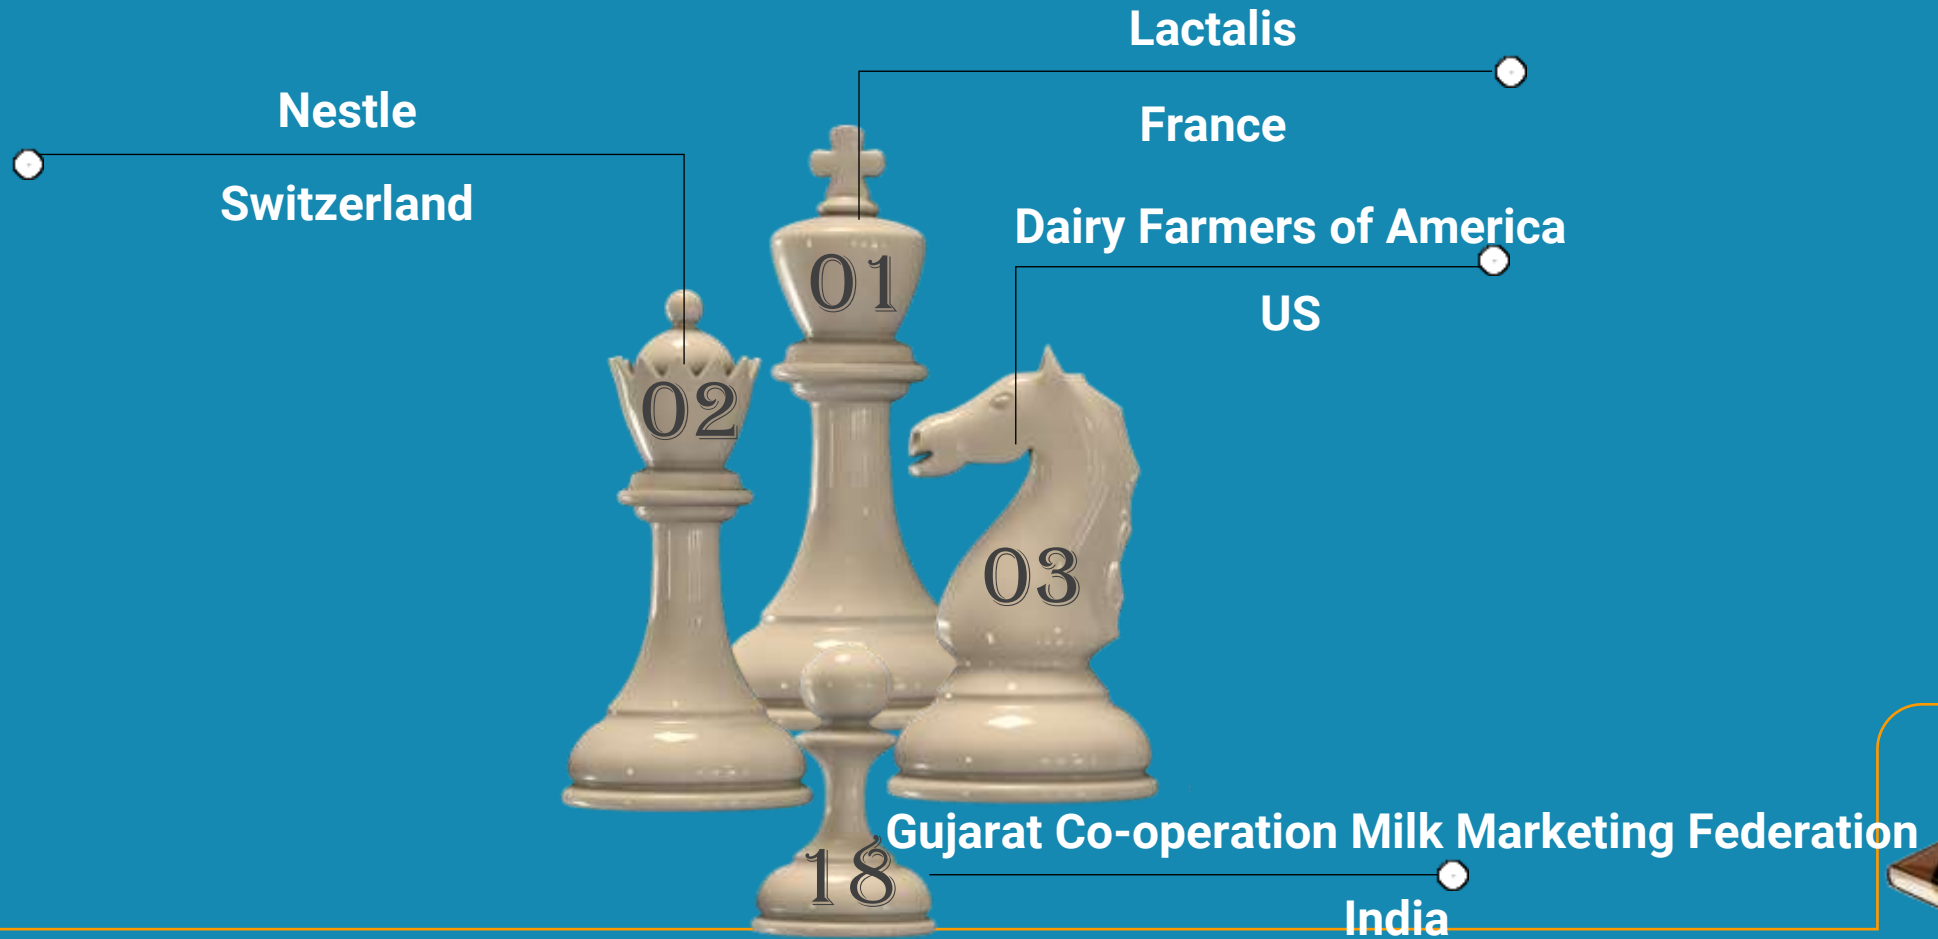 Lactalis
France
Nestle
Switzerland
Dairy Farmers of America
US
01
02
03
Gujarat Co-operation Milk Marketing Federation
18
India